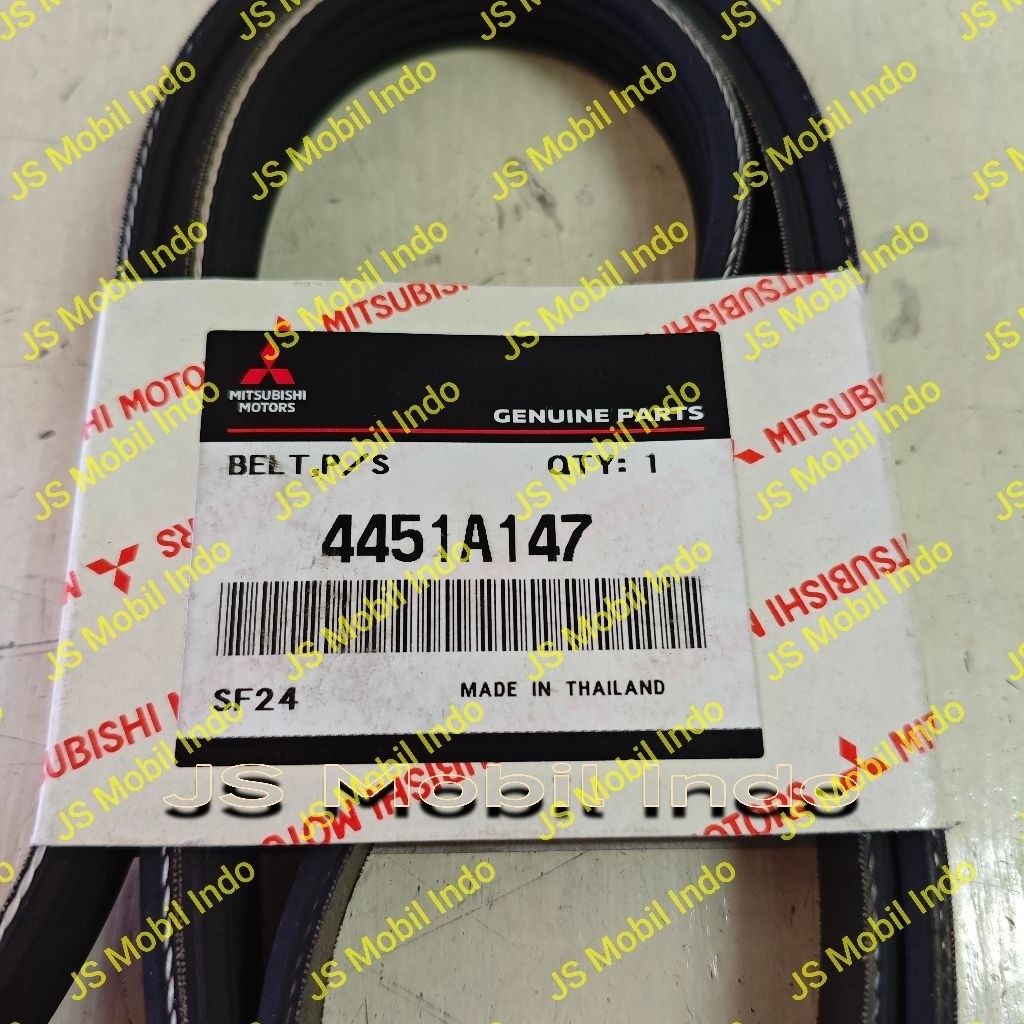 MITSUBISHI
MOTORS
GENUINE PARTS
BELT,P/S QTY: 1
4451A147
SF24 MADE IN THAILAND
JS Mobil Indo